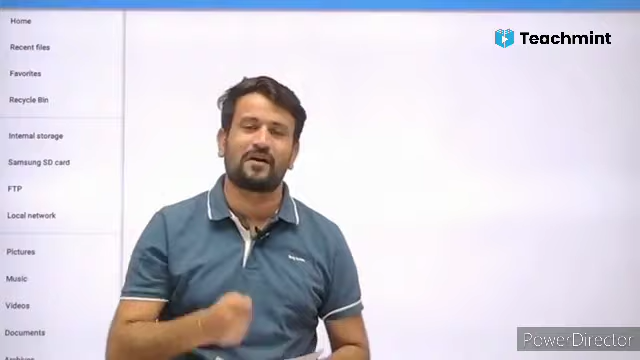 Home
Recent files
Favorites
Recycle Bin
Internal storage
Samsung SD card
FTP
Local network
Pictures
Music
Videos
Documents
Archives
Teachmint
PowerDirector